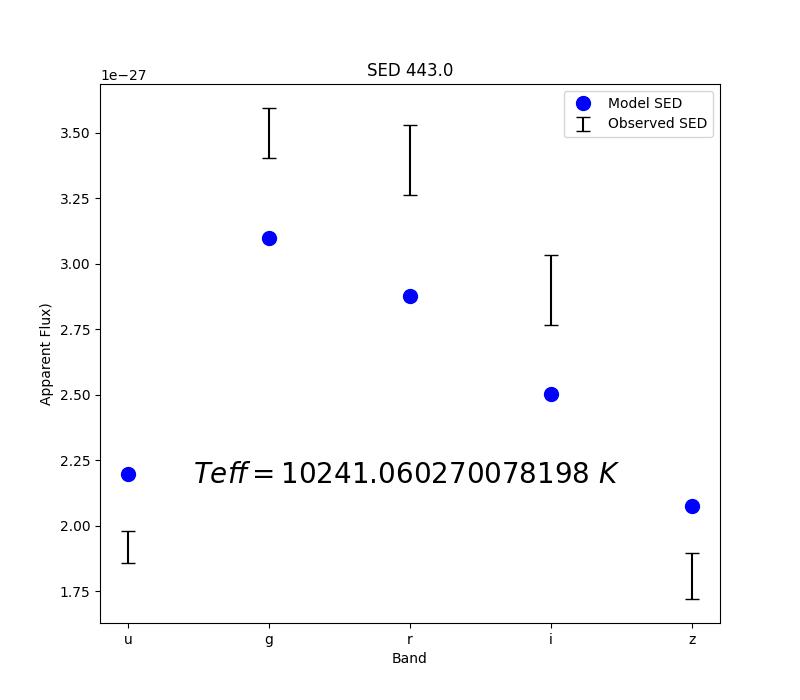 SED 443.0
1e−27
Model SED
Observed SED
3.50
3.25
3.00
2.75
2.50
2.25
2.00
1.75
Apparent Flux)
Teff = 10241.060270078198 K
u g r i z
Band